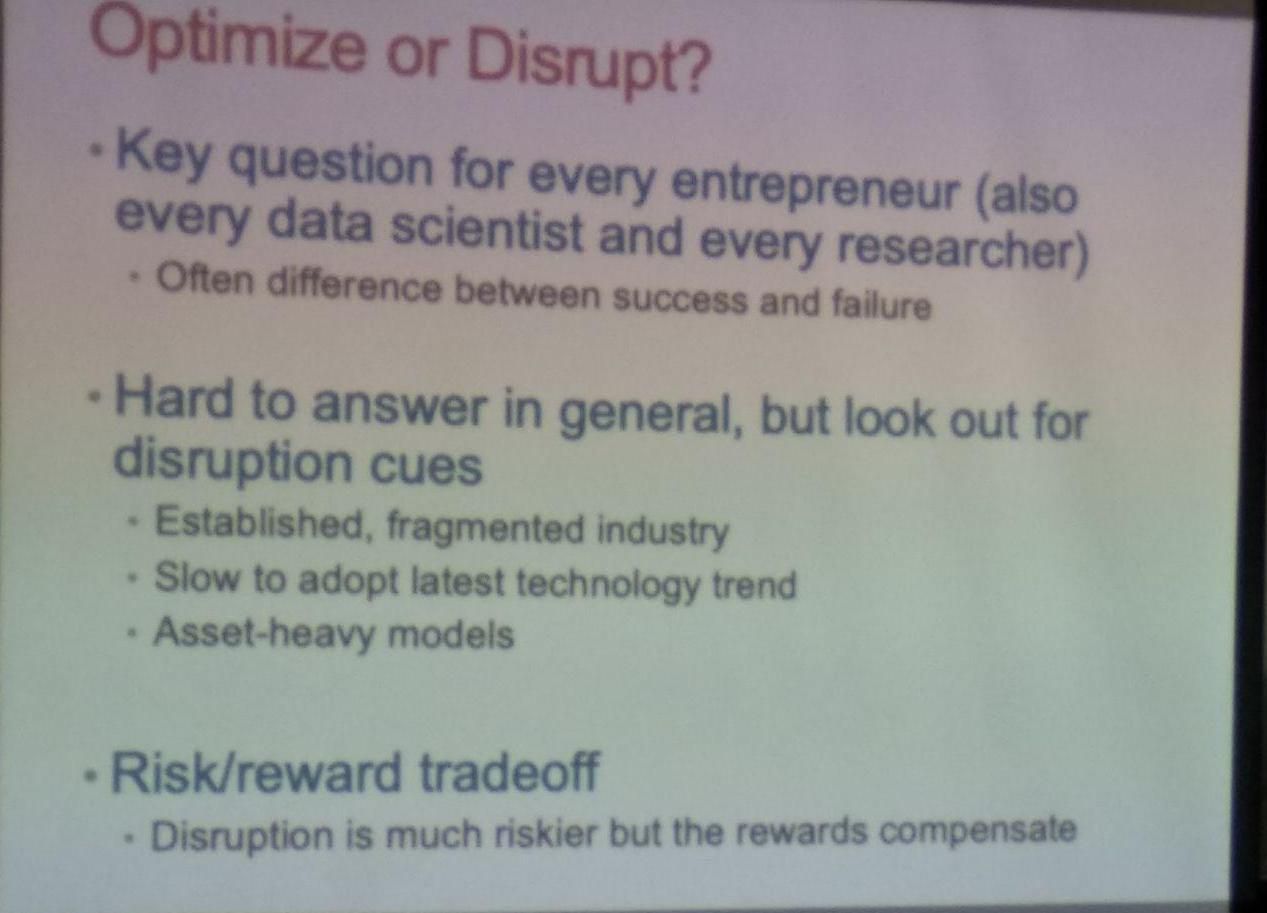 Optimize or Disrupt?
• Key question for every entrepreneur (also
every data scientist and every researcher)
• Often difference between success and failure
• Hard to answer in general, but look out for
disruption cues
• Established, fragmented industry
• Slow to adopt latest technology trend
• Asset-heavy models
• Risk/reward tradeoff
• Disruption is much riskier but the rewards compensate